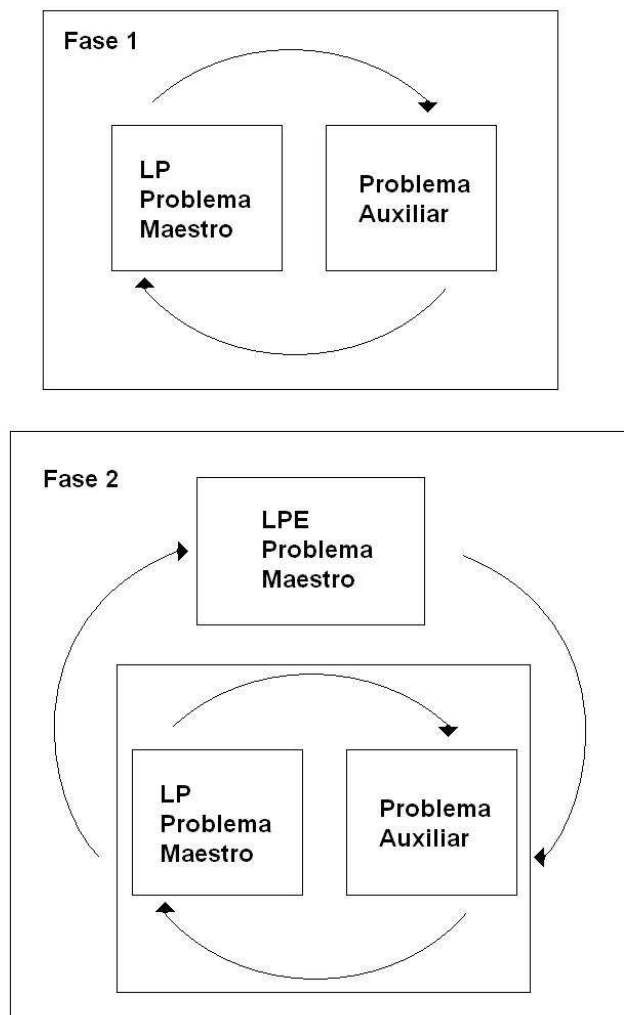 Fase 1
LP
Problema
Maestro
Problema
Auxiliar
Fase 2
LPE
Problema
Maestro
LP
Problema
Maestro
Problema
Auxiliar